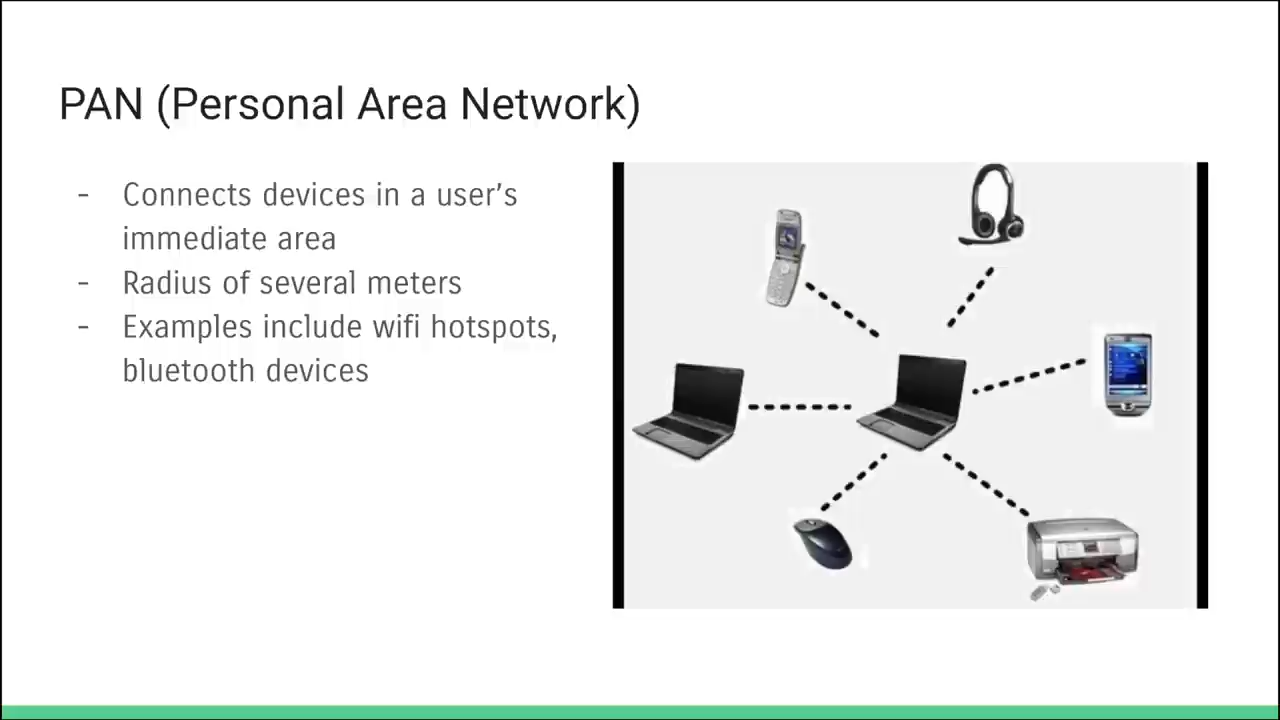 PAN (Personal Area Network)
- Connects devices in a user’s
immediate area
- Radius of several meters
- Examples include wifi hotspots,
bluetooth devices